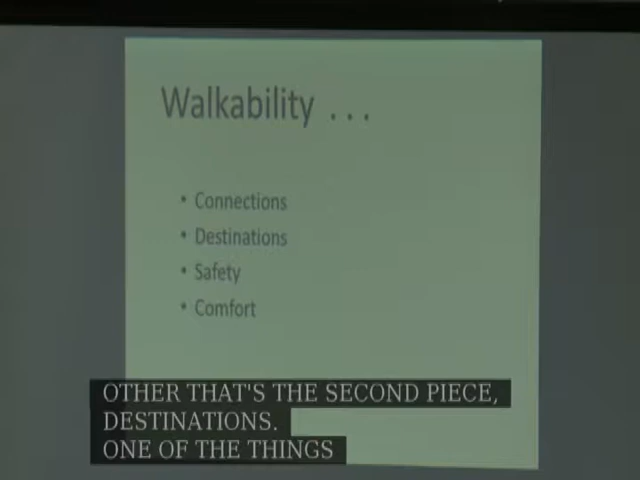 Walkability ...
• Connections
• Destinations
• Safety
• Comfort
OTHER THAT'S THE SECOND PIECE,
DESTINATIONS.
ONE OF THE THINGS